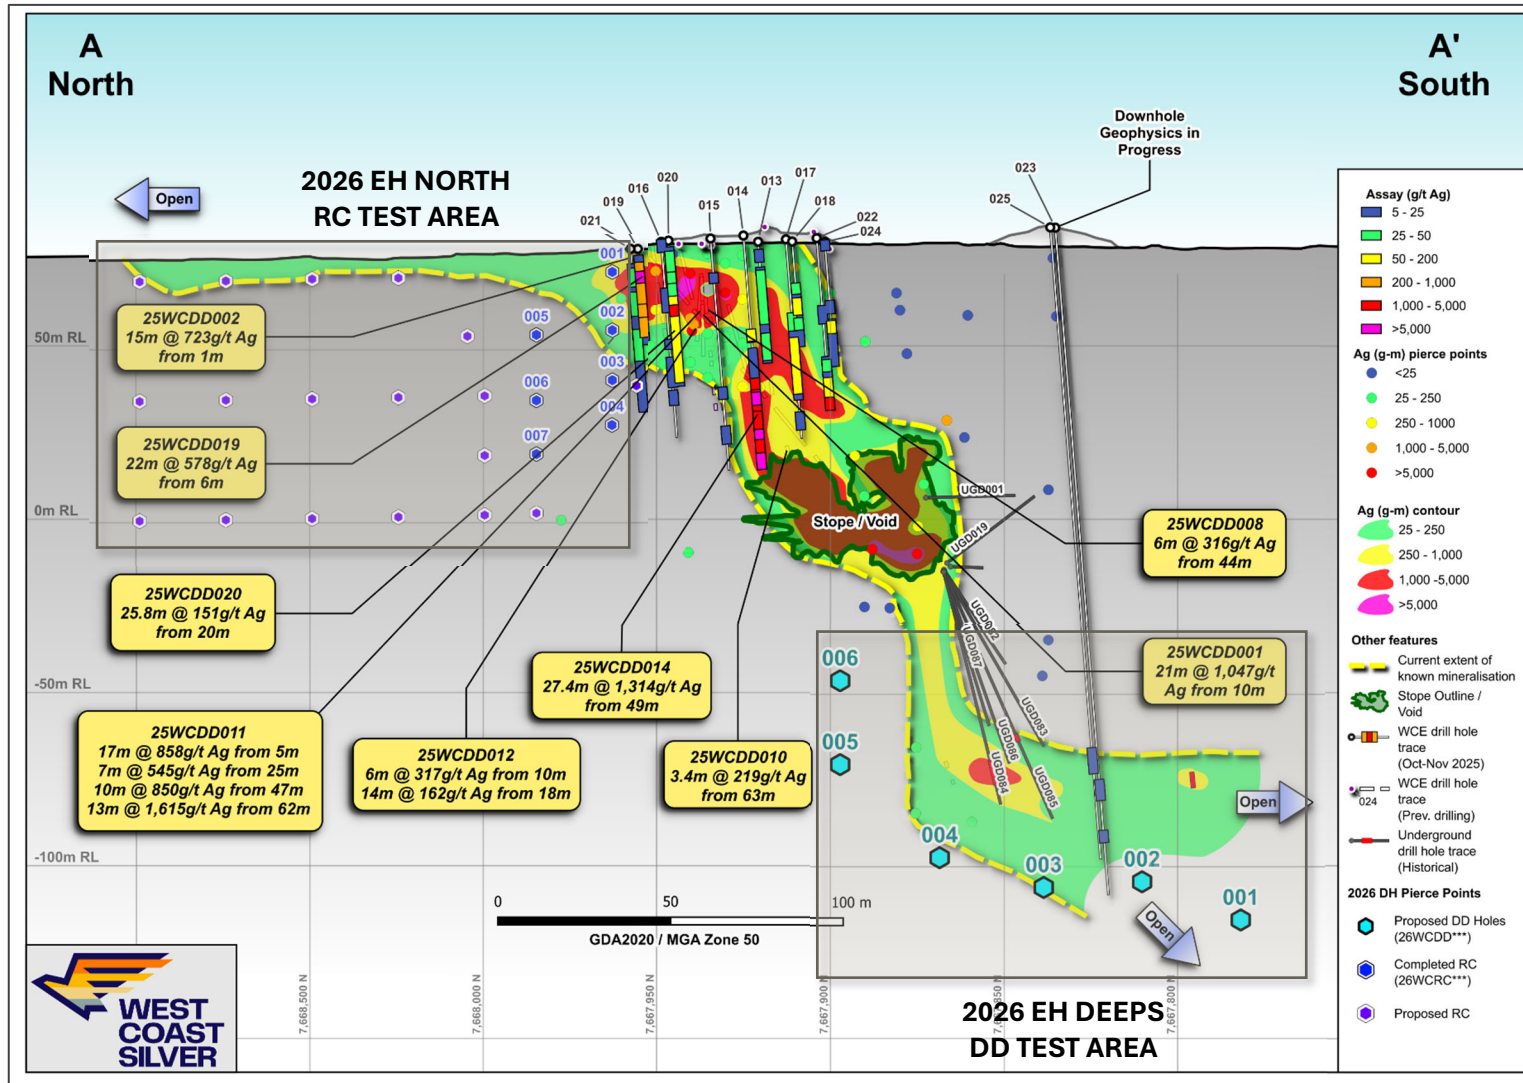 A
North
A'
South
Downhole
Geophysics in
Progress
2026 EH NORTH
RC TEST AREA
Open
021
019
016
020
015
014
013
017
018
022
024
025
023
001
002
003
004
005
006
007
50m RL
0m RL
-50m RL
-100m RL
25WCDD002
15m @ 723g/t Ag
from 1m
25WCDD019
22m @ 578g/t Ag
from 6m
25WCDD020
25.8m @ 151g/t Ag
from 20m
25WCDD011
17m @ 858g/t Ag from 5m
7m @ 545g/t Ag from 25m
10m @ 850g/t Ag from 47m
13m @ 1,615g/t Ag from 62m
25WCDD012
6m @ 317g/t Ag from 10m
14m @ 162g/t Ag from 18m
25WCDD014
27.4m @ 1,314g/t Ag
from 49m
25WCDD010
3.4m @ 219g/t Ag
from 63m
25WCDD008
6m @ 316g/t Ag
from 44m
25WCDD001
21m @ 1,047g/t
Ag from 10m
Stope / Void
UGD001
UGD019
UGD082
UGD087
UGD083
UGD086
UGD084
UGD085
006
005
004
003
002
001
Open
Open
0
50
100 m
GDA2020 / MGA Zone 50
7,668,500 N
7,668,000 N
7,667,950 N
7,667,900 N
7,667,850 N
7,667,800 N
2026 EH DEEPS
DD TEST AREA
WEST
COAST
SILVER
Assay (g/t Ag)
5 - 25
25 - 50
50 - 200
200 - 1,000
1,000 - 5,000
>5,000
Ag (g-m) pierce points
<25
25 - 250
250 - 1000
1,000 - 5,000
>5,000
Ag (g-m) contour
25 - 250
250 - 1,000
1,000 -5,000
>5,000
Other features
Current extent of
known mineralisation
Stope Outline /
Void
WCE drill hole
trace
(Oct-Nov 2025)
WCE drill hole
trace
(Prev. drilling)
024
Underground
drill hole trace
(Historical)
2026 DH Pierce Points
Proposed DD Holes
(26WCDD***)
Completed RC
(26WCRC***)
Proposed RC